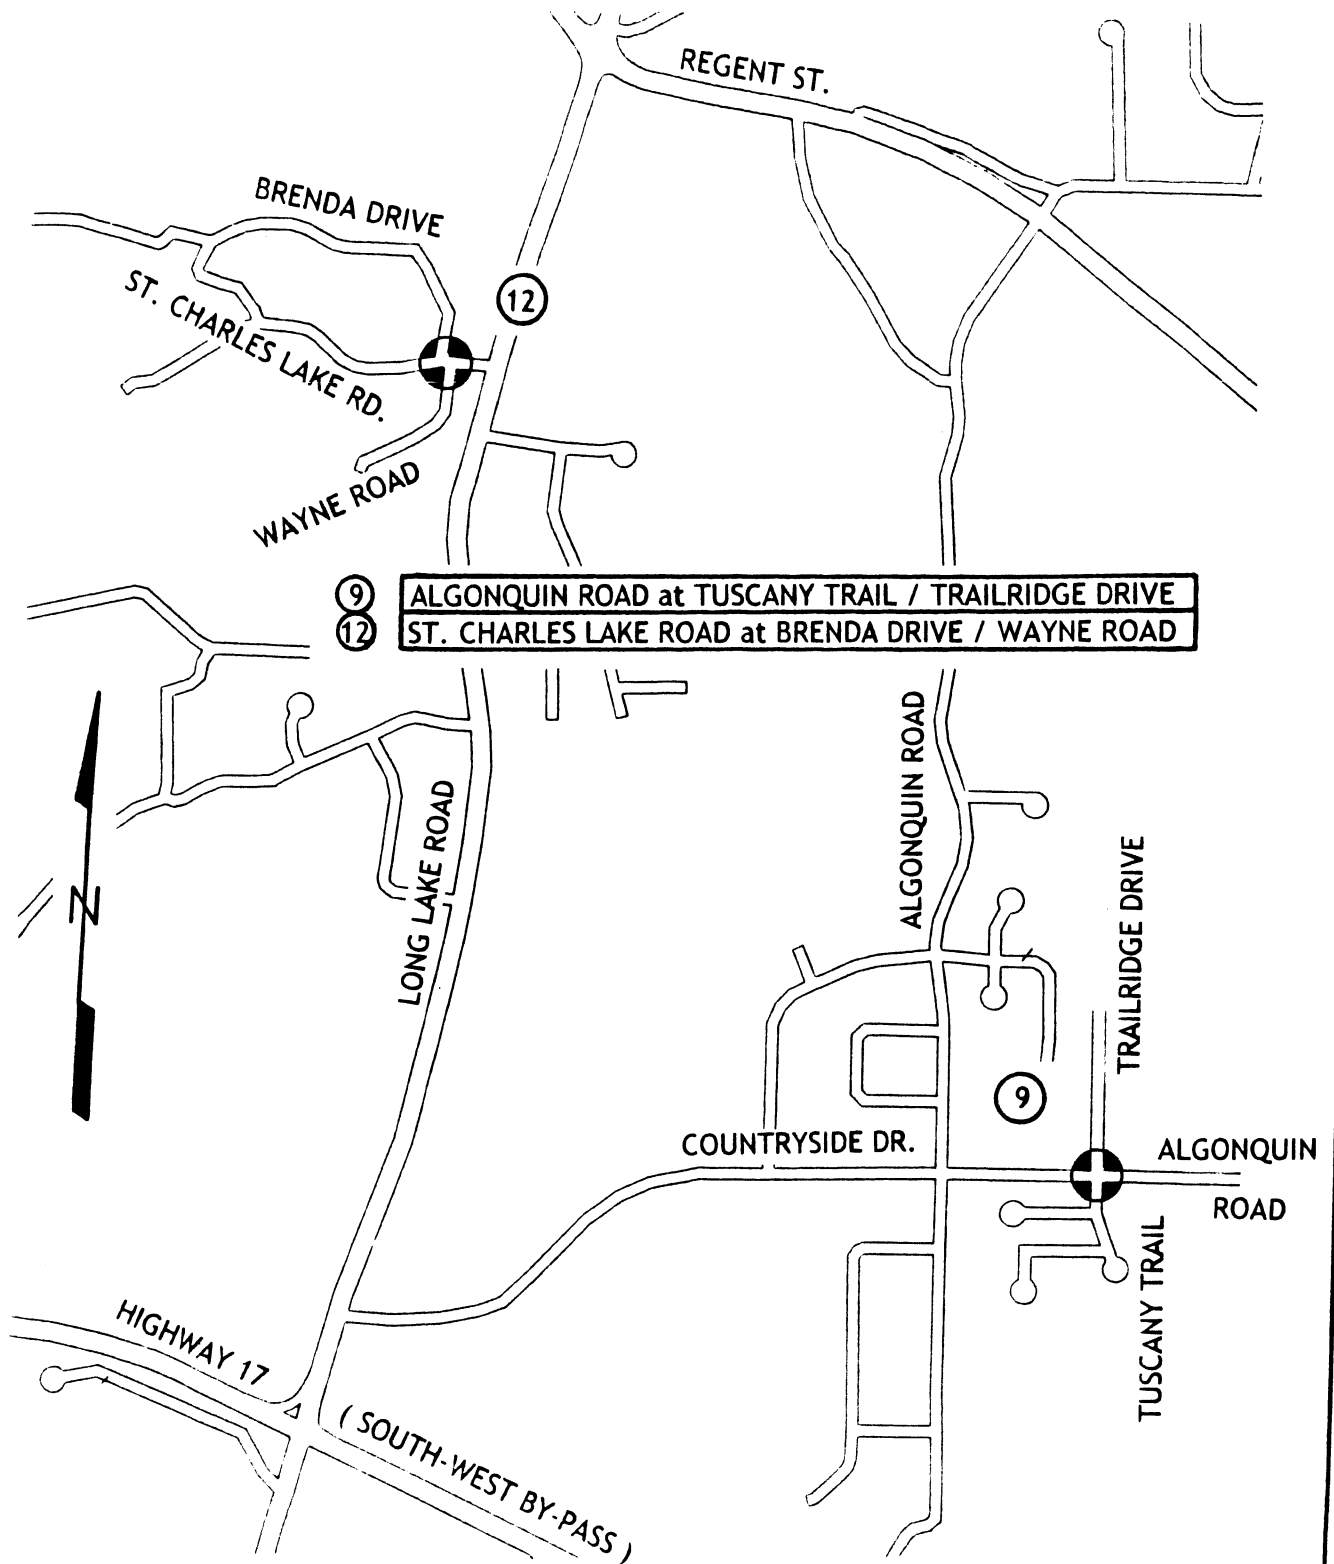 REGENT ST.
BRENDA DRIVE
ST. CHARLES LAKE RD.
12
WAYNE ROAD
9 ALGONQUIN ROAD at TUSCANY TRAIL / TRAILRIDGE DRIVE
12 ST. CHARLES LAKE ROAD at BRENDA DRIVE / WAYNE ROAD
N
LONG LAKE ROAD
ALGONQUIN ROAD
TRAILRIDGE DRIVE
9
COUNTRYSIDE DR.
ALGONQUIN
ROAD
TUSCANY TRAIL
HIGHWAY 17
( SOUTH-WEST BY-PASS )